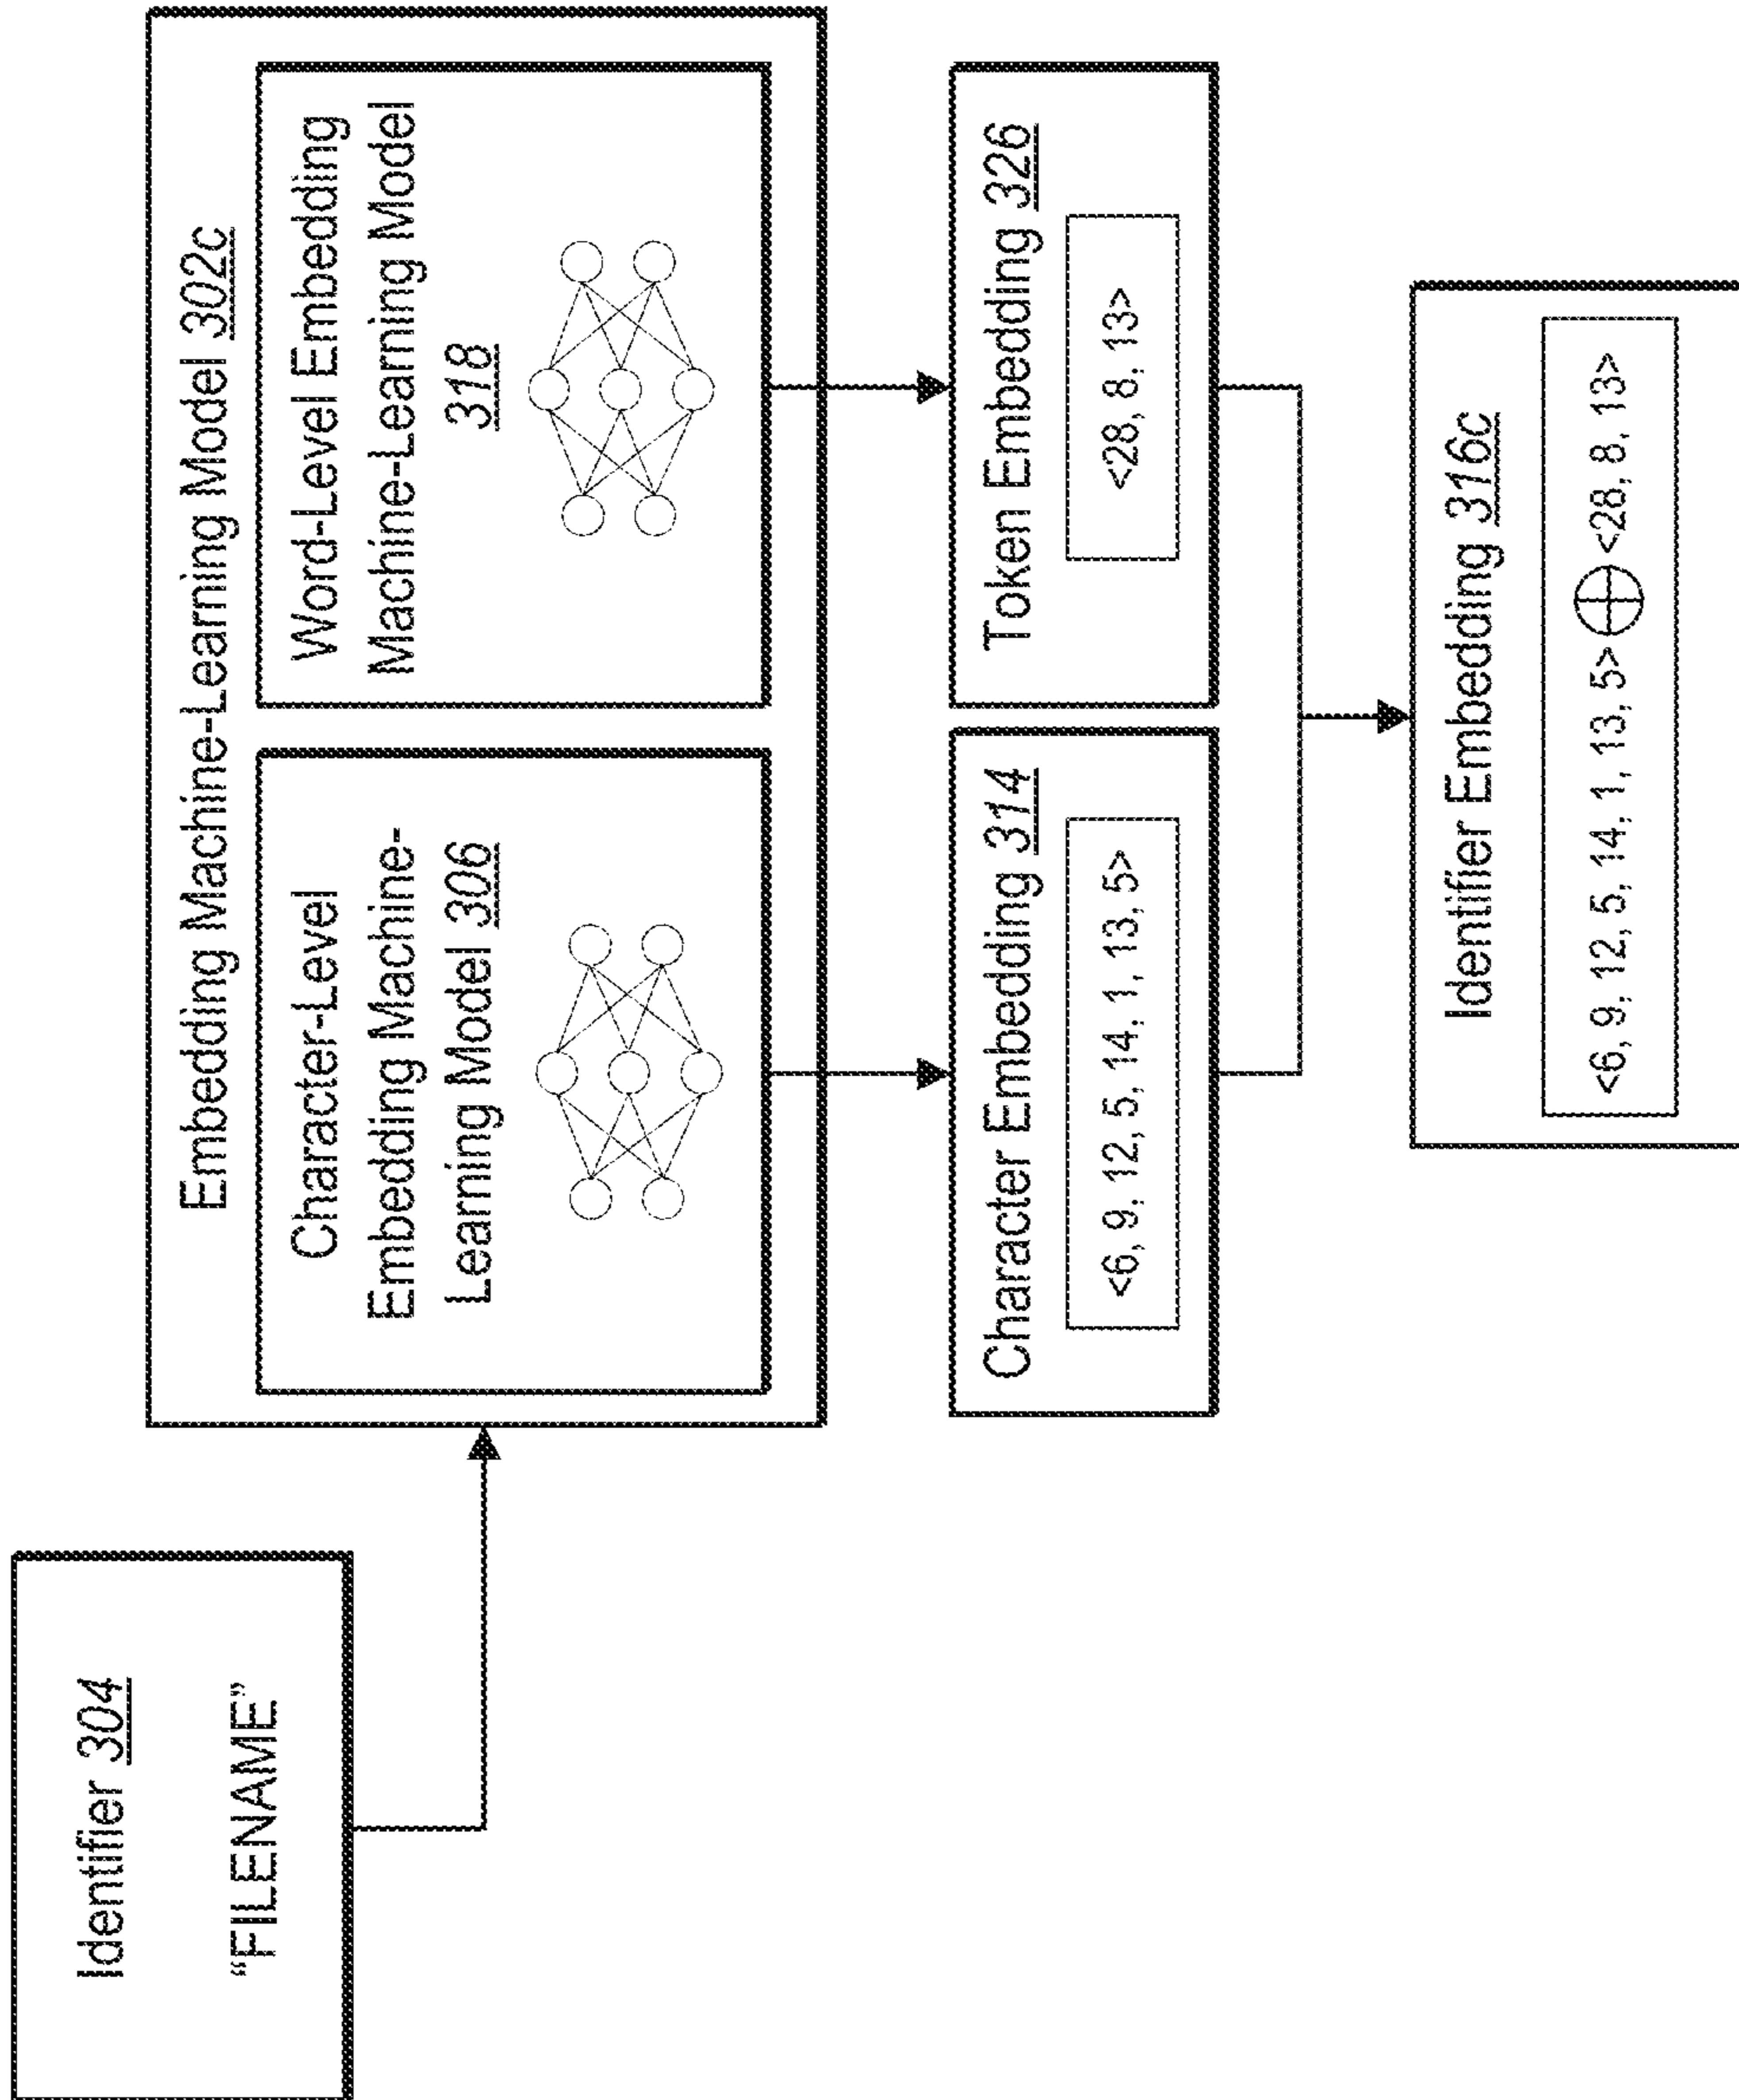 Identifier 304
“FILENAME”
Embedding Machine-Learning Model 302c
Character-Level
Embedding Machine-
Learning Model 306
Word-Level Embedding
Machine-Learning Model
318
Character Embedding 314
<6, 9, 12, 5, 14, 1, 13, 5>
Token Embedding 326
<28, 8, 13>
Identifier Embedding 316c
<6, 9, 12, 5, 14, 1, 13, 5> ⊕ <28, 8, 13>